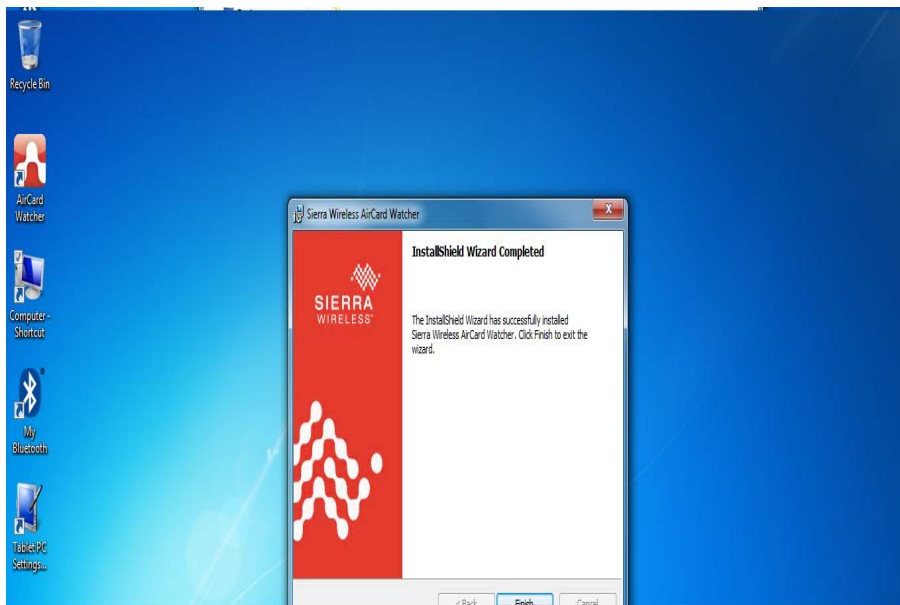 Recycle Bin
AirCard
Watcher
Computer -
Shortcut
My
Bluetooth
Tablet PC
Settings...
Sierra Wireless AirCard Watcher
SIERRA
WIRELESS
InstallShield Wizard Completed
The InstallShield Wizard has successfully installed
Sierra Wireless AirCard Watcher. Click Finish to exit the
wizard.
< Back Finish Cancel